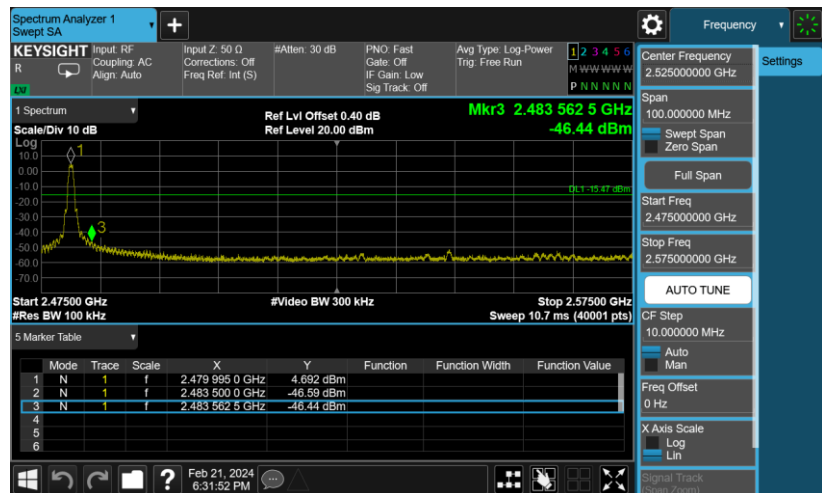 Spectrum Analyzer 1
Swept SA
+
Frequency
KEYSIGHT
R
LXI
Input: RF
Coupling: AC
Align: Auto
Input Z: 50 Ω
Corrections: Off
Freq Ref: Int (S)
#Atten: 30 dB
PNO: Fast
Gate: Off
IF Gain: Low
Sig Track: Off
Avg Type: Log-Power
Trig: Free Run
1 2 3 4 5 6
M W W W W W
P N N N N N
1 Spectrum
Scale/Div 10 dB
Ref Lvl Offset 0.40 dB
Ref Level 20.00 dBm
Mkr3 2.483 562 5 GHz
-46.44 dBm
Log
10.0
0.00
-10.0
-20.0
-30.0
-40.0
-50.0
-60.0
-70.0
1
3
DL1 -15.47 dBm
Start 2.47500 GHz
#Res BW 100 kHz
#Video BW 300 kHz
Stop 2.57500 GHz
Sweep 10.7 ms (40001 pts)
5 Marker Table
Mode Trace Scale X Y Function Function Width Function Value
1 N 1 f 2.479 995 0 GHz 4.692 dBm
2 N 1 f 2.483 500 0 GHz -46.59 dBm
3 N 1 f 2.483 562 5 GHz -46.44 dBm
4
5
6
?
Feb 21, 2024
6:31:52 PM
Center Frequency
2.525000000 GHz
Span
100.000000 MHz
Swept Span
Zero Span
Full Span
Start Freq
2.475000000 GHz
Stop Freq
2.575000000 GHz
AUTO TUNE
CF Step
10.000000 MHz
Auto
Man
Freq Offset
0 Hz
X Axis Scale
Log
Lin
Signal Track
(Span Zoom)
Settings